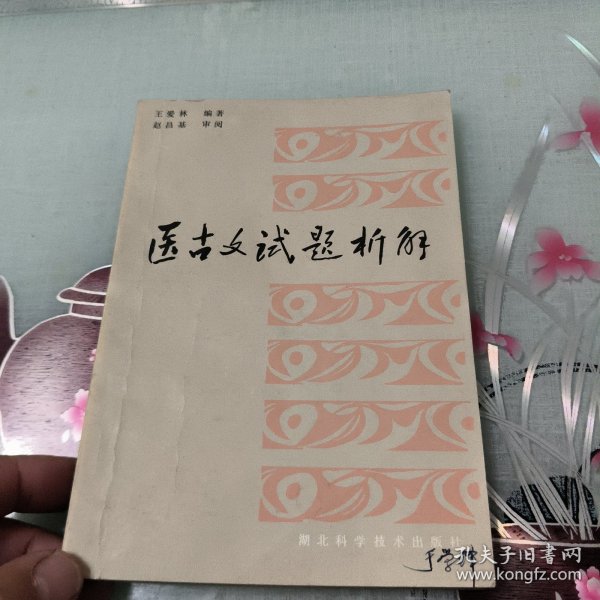 王爱林 编著
赵昌基 审阅
医古文试题析解
湖北科学技术出版社
孔夫子旧书网
www.kongfz.com